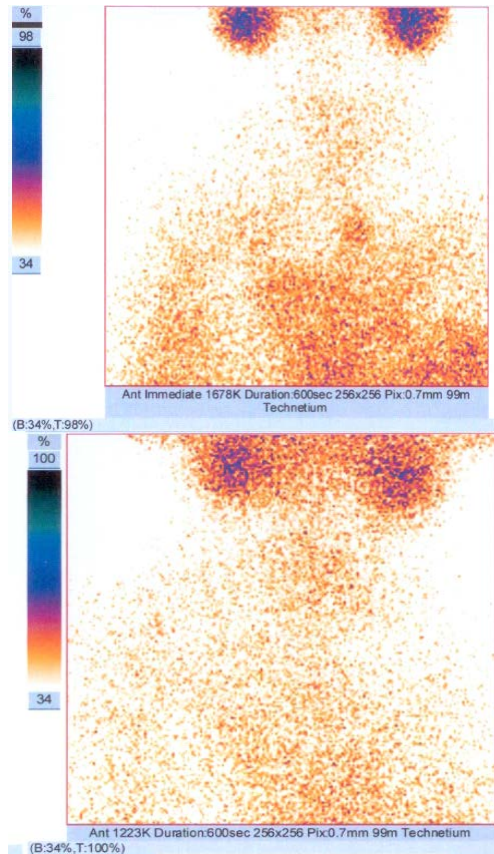 %
98
34
Ant Immediate 1678K Duration:600sec 256x256 Pix:0.7mm 99m
Technetium
(B:34%,T:98%)
%
100
34
Ant 1223K Duration:600sec 256x256 Pix:0.7mm 99m Technetium
(B:34%,T:100%)